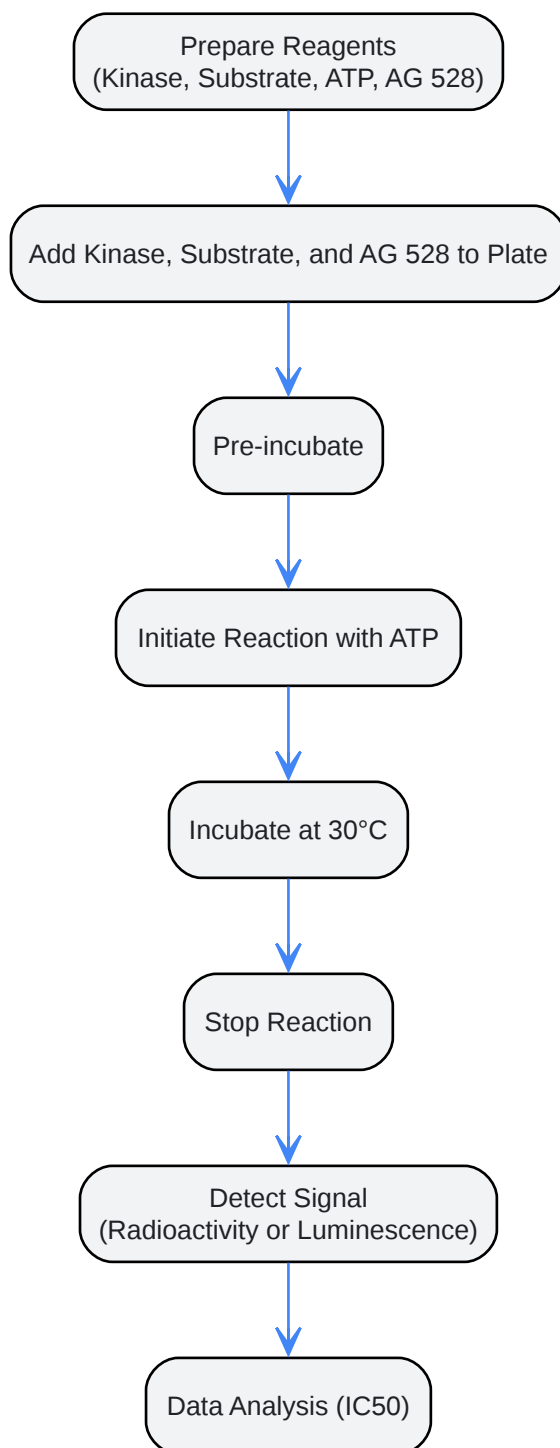 Prepare Reagents
(Kinase, Substrate, ATP, AG 528)
Add Kinase, Substrate, and AG 528 to Plate
Pre-incubate
Initiate Reaction with ATP
Incubate at 30°C
Stop Reaction
Detect Signal
(Radioactivity or Luminescence)
Data Analysis (IC50)